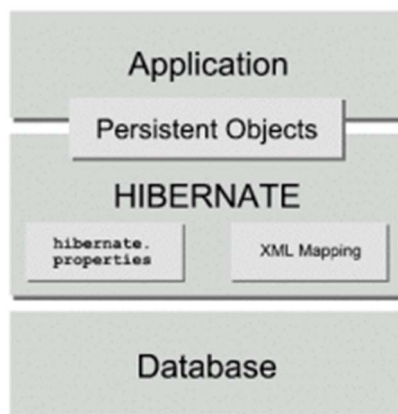 Application
Persistent Objects
HIBERNATE
hibernate.
properties
XML Mapping
Database